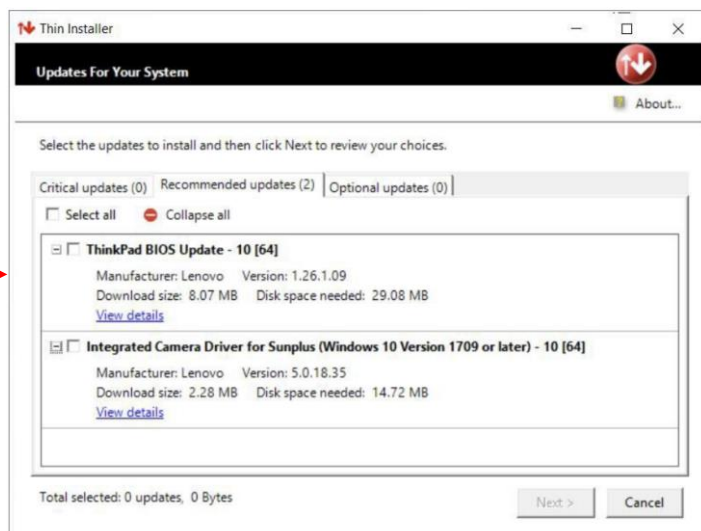 Thin Installer
Updates For Your System
About...
Select the updates to install and then click Next to review your choices.
Critical updates (0) Recommended updates (2) Optional updates (0)
Select all Collapse all
ThinkPad BIOS Update - 10 [64]
Manufacturer: Lenovo Version: 1.26.1.09
Download size: 8.07 MB Disk space needed: 29.08 MB
View details
Integrated Camera Driver for Sunplus (Windows 10 Version 1709 or later) - 10 [64]
Manufacturer: Lenovo Version: 5.0.18.35
Download size: 2.28 MB Disk space needed: 14.72 MB
View details
Total selected: 0 updates, 0 Bytes
Next > Cancel